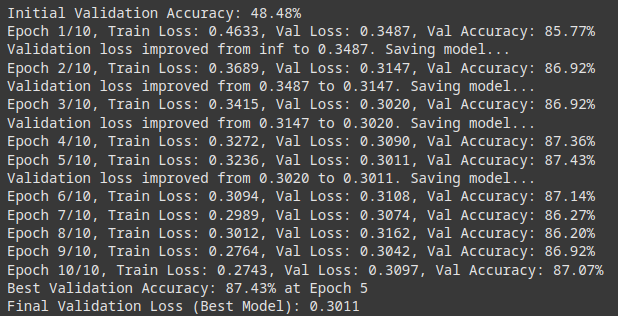 Initial Validation Accuracy: 48.48%
Epoch 1/10, Train Loss: 0.4633, Val Loss: 0.3487, Val Accuracy: 85.77%
Validation loss improved from inf to 0.3487. Saving model...
Epoch 2/10, Train Loss: 0.3689, Val Loss: 0.3147, Val Accuracy: 86.92%
Validation loss improved from 0.3487 to 0.3147. Saving model...
Epoch 3/10, Train Loss: 0.3415, Val Loss: 0.3020, Val Accuracy: 86.92%
Validation loss improved from 0.3147 to 0.3020. Saving model...
Epoch 4/10, Train Loss: 0.3272, Val Loss: 0.3090, Val Accuracy: 87.36%
Epoch 5/10, Train Loss: 0.3236, Val Loss: 0.3011, Val Accuracy: 87.43%
Validation loss improved from 0.3020 to 0.3011. Saving model...
Epoch 6/10, Train Loss: 0.3094, Val Loss: 0.3108, Val Accuracy: 87.14%
Epoch 7/10, Train Loss: 0.2989, Val Loss: 0.3074, Val Accuracy: 86.27%
Epoch 8/10, Train Loss: 0.3012, Val Loss: 0.3162, Val Accuracy: 86.20%
Epoch 9/10, Train Loss: 0.2764, Val Loss: 0.3042, Val Accuracy: 86.92%
Epoch 10/10, Train Loss: 0.2743, Val Loss: 0.3097, Val Accuracy: 87.07%
Best Validation Accuracy: 87.43% at Epoch 5
Final Validation Loss (Best Model): 0.3011